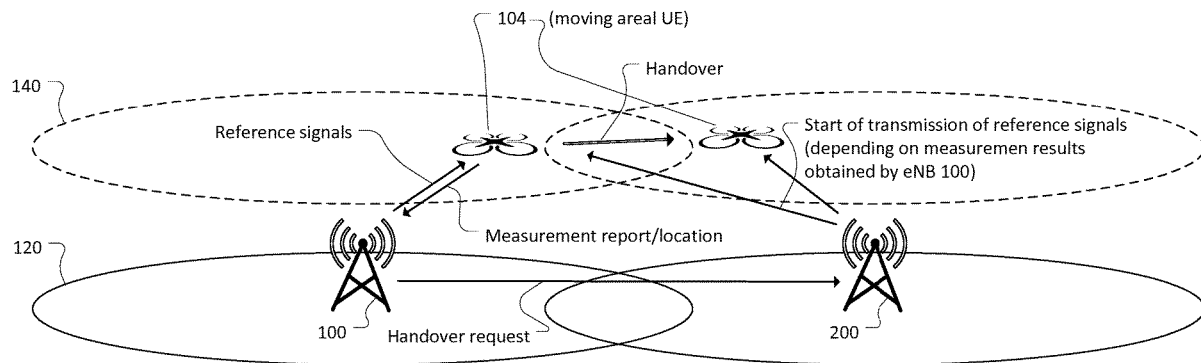 104 (moving areal UE)
Handover
140
Reference signals
Start of transmission of reference signals
(depending on measuremen results
obtained by eNB 100)
Measurement report/location
120
100
200
Handover request